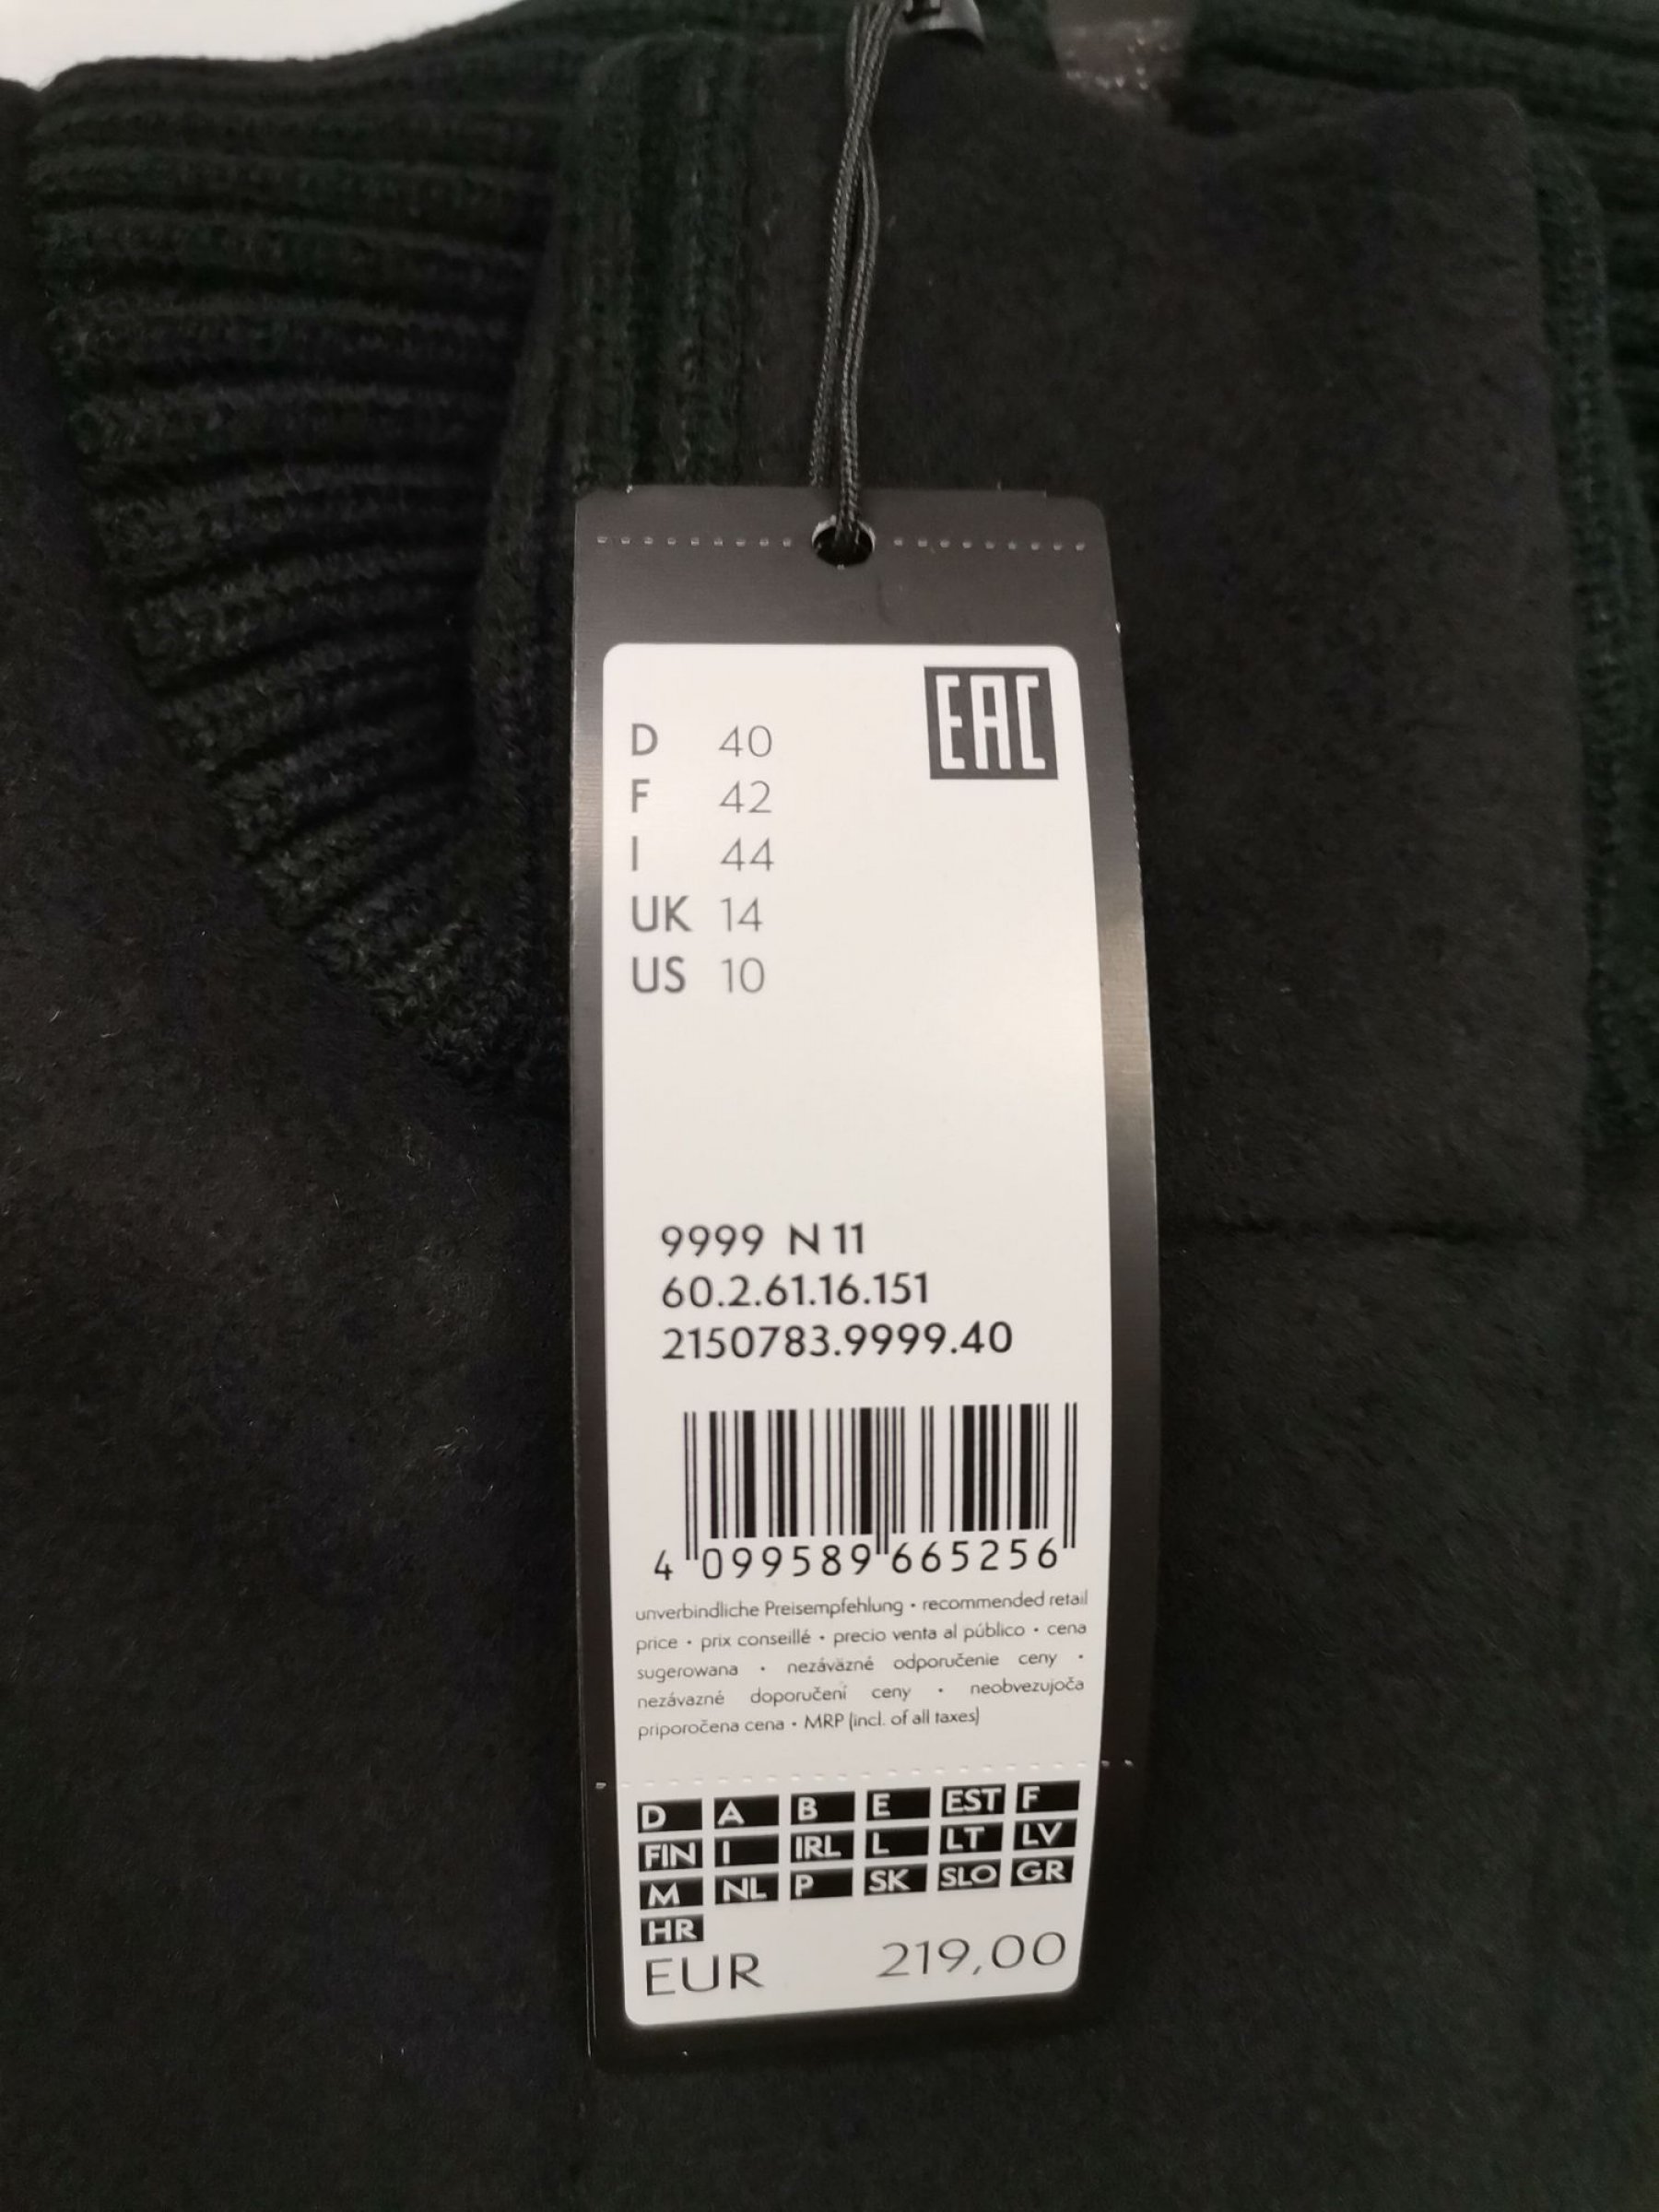 EAC
D 40
F 42
I 44
UK 14
US 10
9999 N 11
60.2.61.16.151
2150783.9999.40
4 099589 665256
unverbindliche Preisempfehlung • recommended retail
price • prix conseillé • precio venta al público • cena
sugerowana • nezáväzné odporučenie ceny •
nezávazné doporučení ceny • neobvezujoča
priporočena cena • MRP (incl. of all taxes)
D A B E EST F
FIN I IRL L LT LV
M NL P SK SLO GR
HR
EUR 219,00